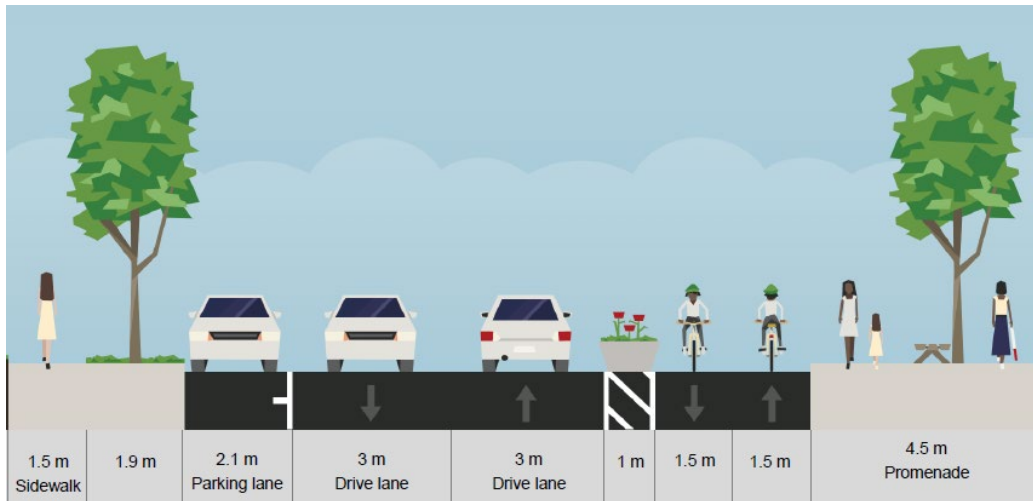 1.5 m
Sidewalk
1.9 m
2.1 m
Parking lane
3 m
Drive lane
3 m
Drive lane
1 m
1.5 m
1.5 m
4.5 m
Promenade